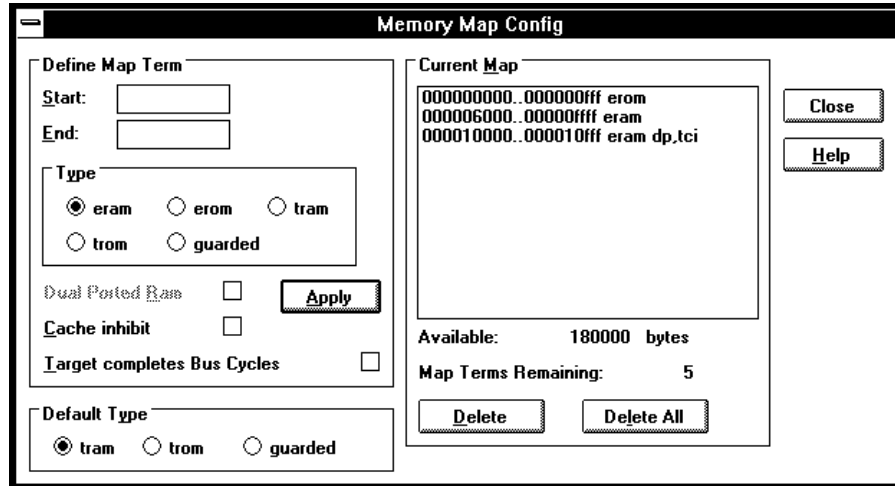 Memory Map Config
Define Map Term
Start:
End:
Type
eram erom tram
trom guarded
Dual Ported Ram
Apply
Cache inhibit
Target completes Bus Cycles
Default Type
tram trom guarded
Current Map
000000000..000000fff erom
000006000..00000ffff eram
000010000..000010fff eram dp,tci
Available: 180000 bytes
Map Terms Remaining: 5
Delete Delete All
Close
Help